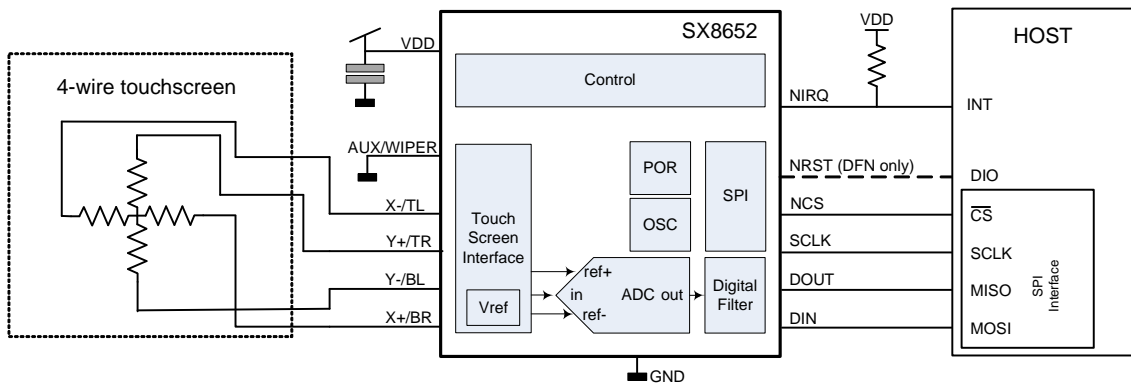 4-wire touchscreen
VDD
AUX/WIPER
X-/TL
Y+/TR
Y-/BL
X+/BR
SX8652
Control
Touch
Screen
Interface
Vref
POR
OSC
SPI
ref+
in
ref-
ADC out
Digital
Filter
GND
VDD
NIRQ
NRST (DFN only)
NCS
SCLK
DOUT
DIN
HOST
INT
DIO
CS
SCLK
MISO
MOSI
SPI
Interface